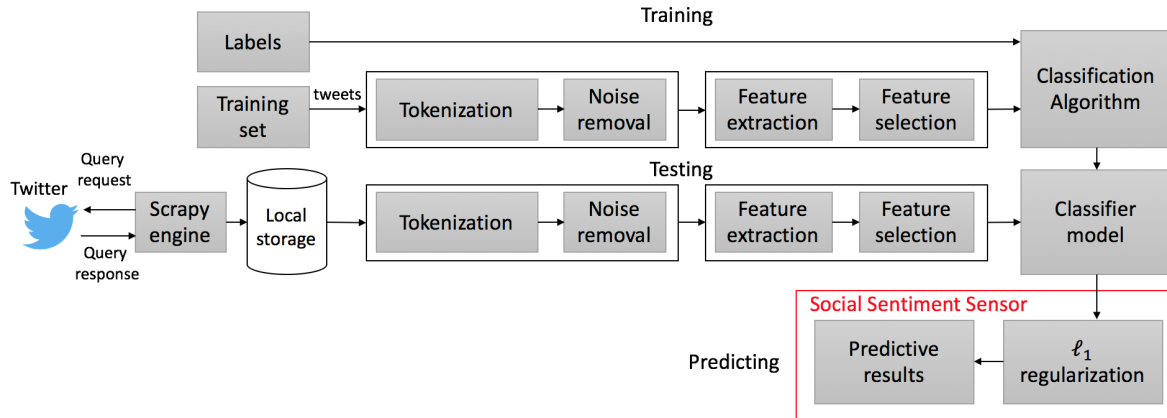 Training
Labels
Classification
Algorithm
Training
set
tweets
Tokenization
Noise
removal
Feature
extraction
Feature
selection
Testing
Twitter
Query
request
Query
response
Scrapy
engine
Local
storage
Tokenization
Noise
removal
Feature
extraction
Feature
selection
Classifier
model
Social Sentiment Sensor
Predicting
Predictive
results
ℓ₁
regularization